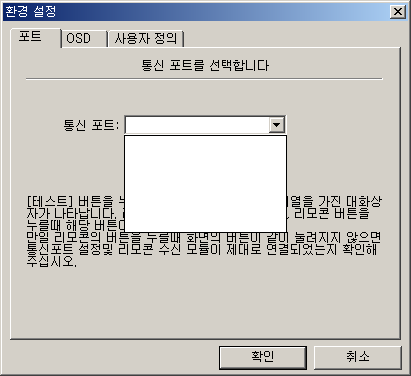 환경 설정
포트 OSD 사용자 정의
통신 포트를 선택합니다
통신 포트:
[테스트] 버튼을 열을 가진 대화상
자가 나타납니다. 리모콘 버튼을
누를때 해당 버튼
만일 리모콘의 버튼을 누를때 화면의 버튼이 같이 눌려지지 않으면
통신포트 설정및 리모콘 수신 모듈이 제대로 연결되었는지 확인해
주십시오.
확인 취소